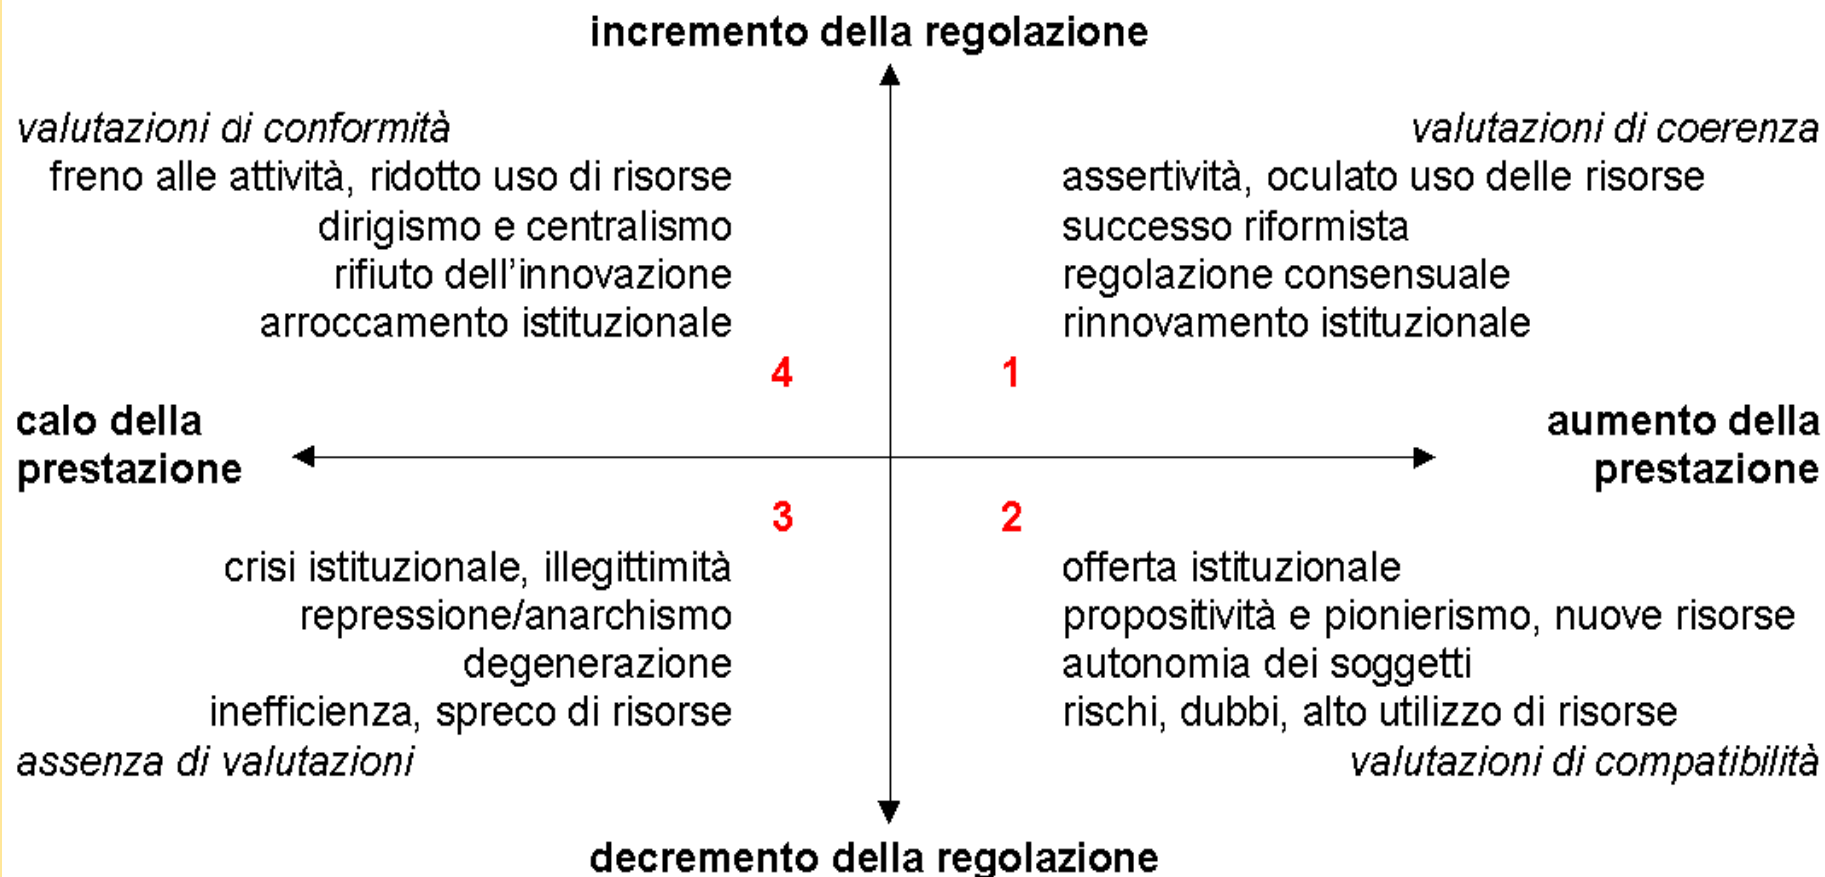 incremento della regolazione
valutazioni di conformità
freno alle attività, ridotto uso di risorse
dirigismo e centralismo
rifiuto dell'innovazione
arroccamento istituzionale
4
valutazioni di coerenza
assertività, oculato uso delle risorse
successo riformista
regolazione consensuale
rinnovamento istituzionale
1
calo della
prestazione
aumento della
prestazione
3
crisi istituzionale, illegittimità
repressione/anarchismo
degenerazione
inefficienza, spreco di risorse
assenza di valutazioni
2
offerta istituzionale
propositività e pionierismo, nuove risorse
autonomia dei soggetti
rischi, dubbi, alto utilizzo di risorse
valutazioni di compatibilità
decremento della regolazione